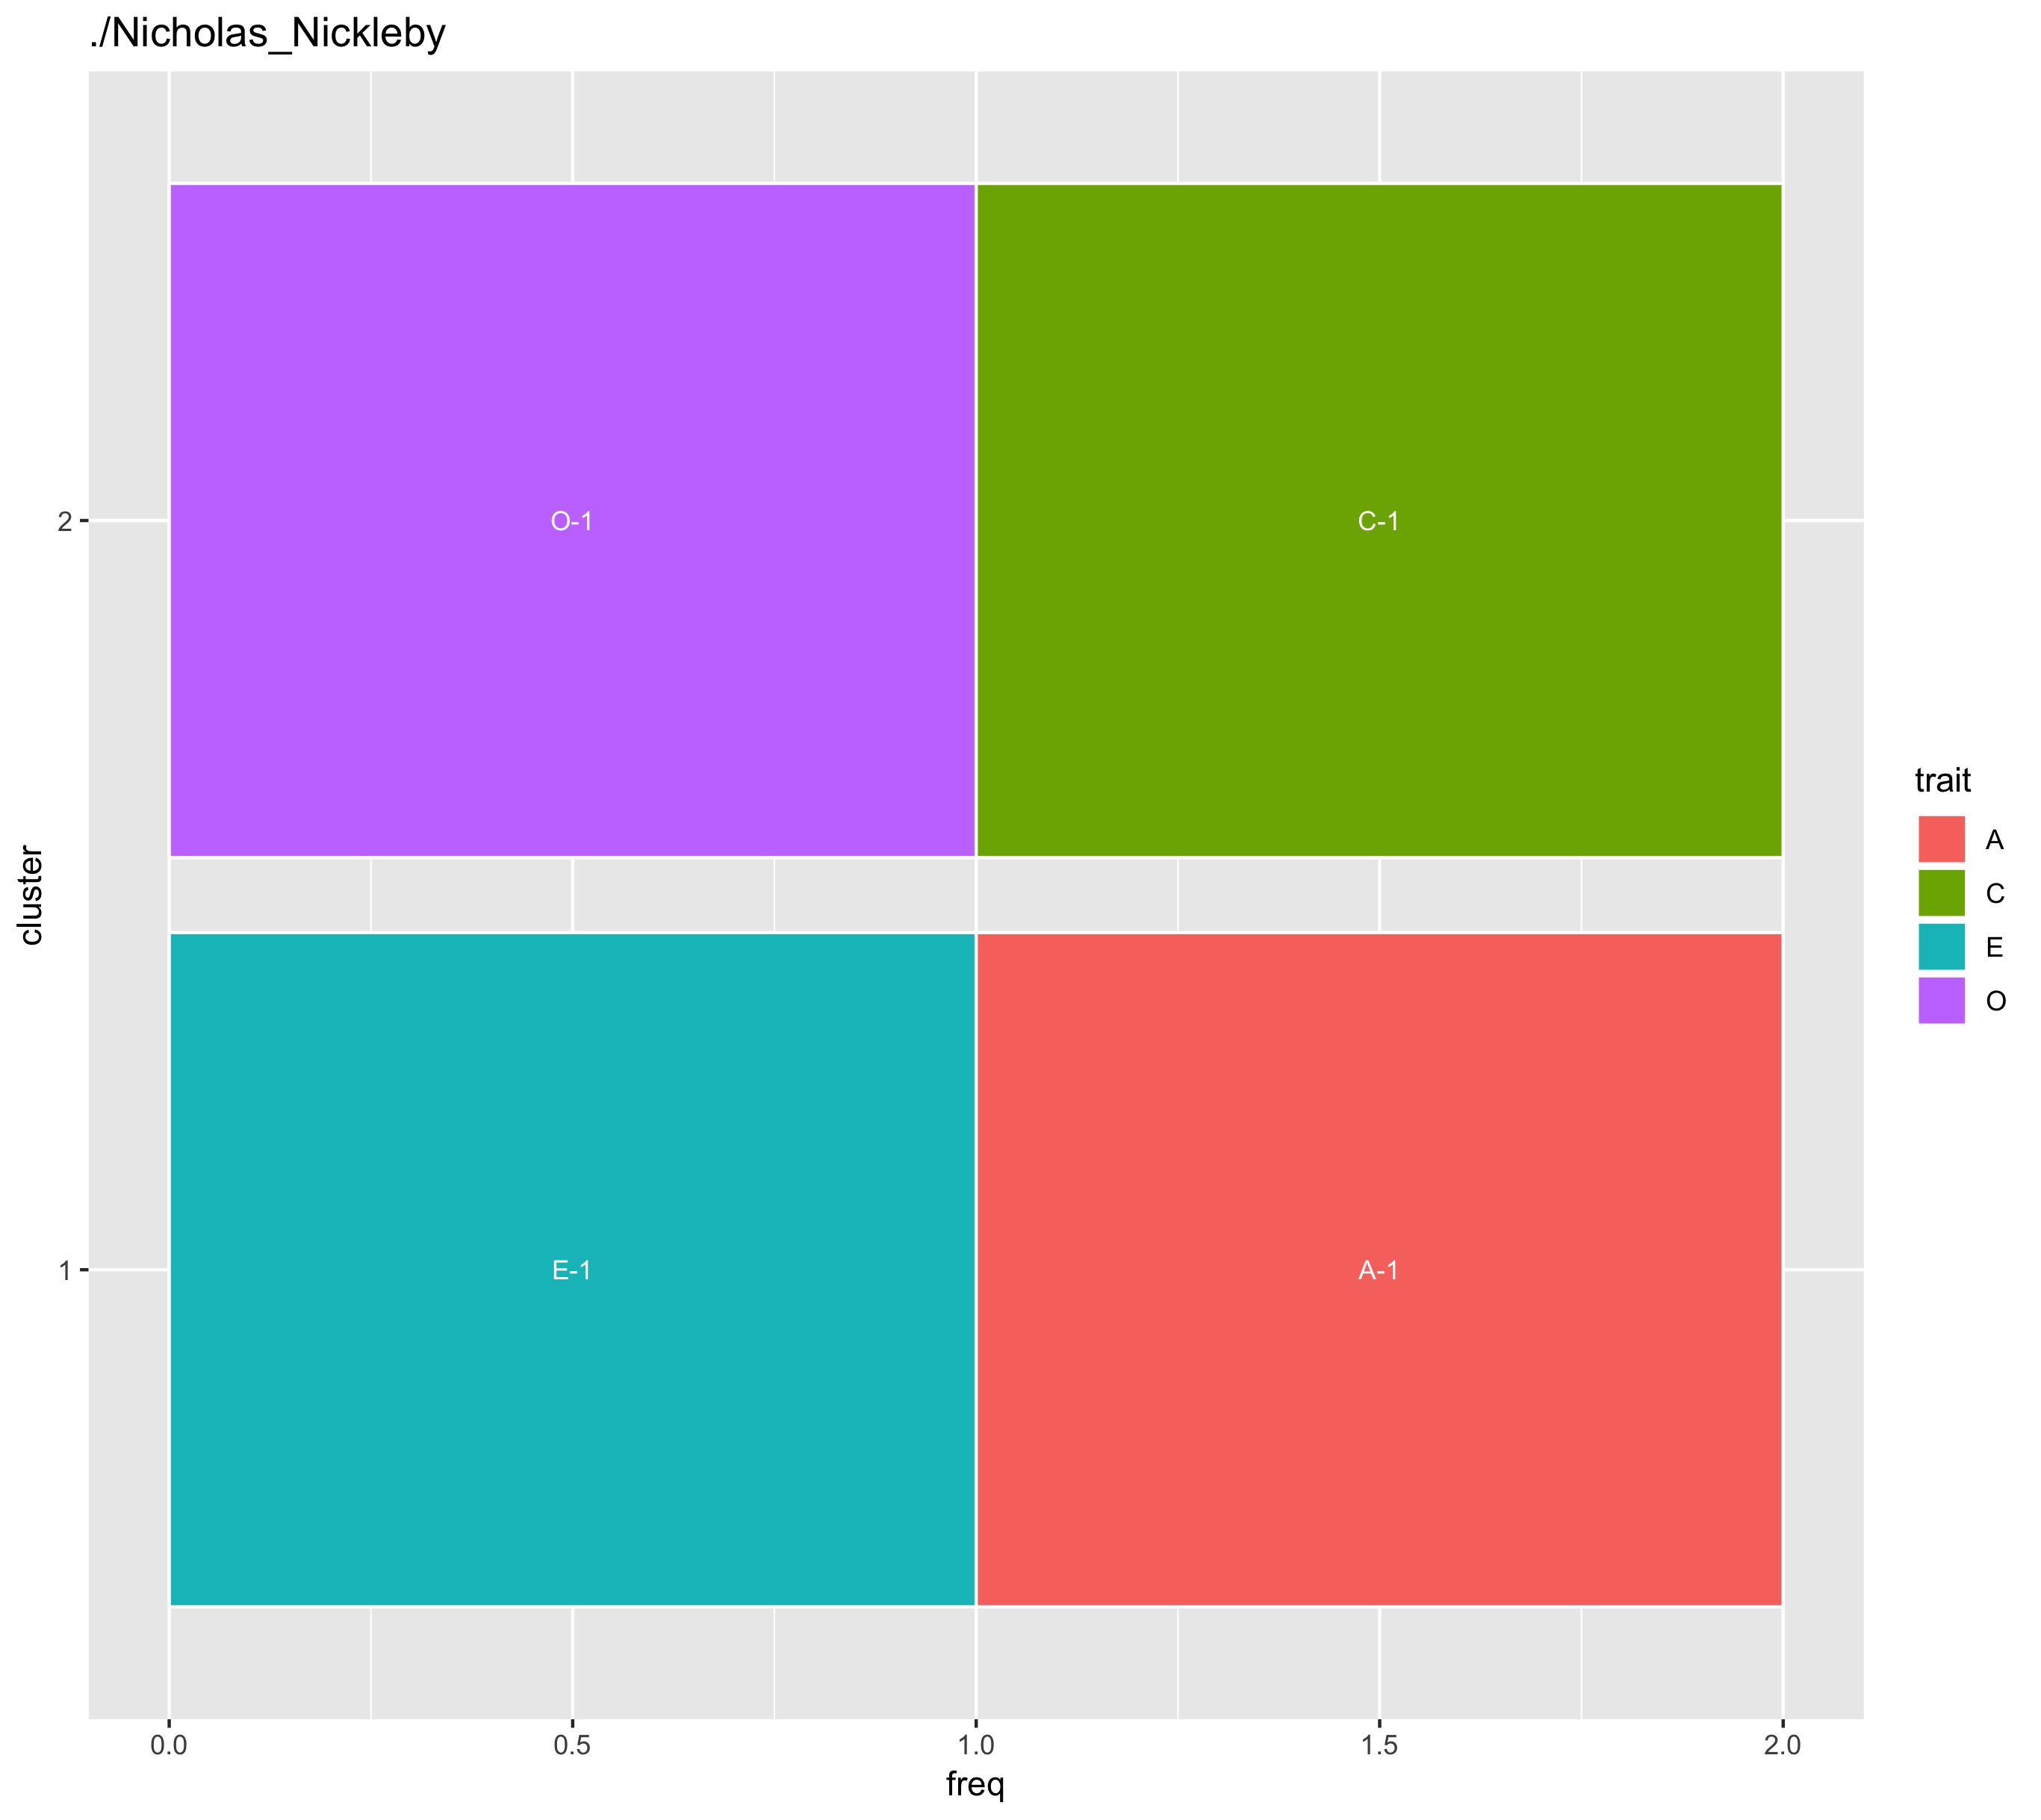 ./Nicholas_Nickleby
cluster
2
1
O-1
C-1
E-1
A-1
0.0
0.5
1.0
1.5
2.0
freq
trait
A
C
E
O